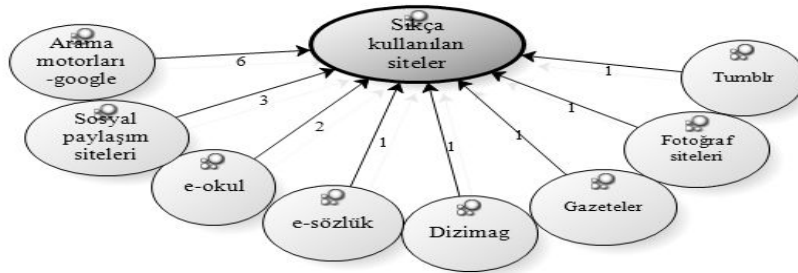 Sıkça
kullanılan
siteler
Arama
motorları
-google
6
Sosyal
paylaşım
siteleri
3
e-okul
2
e-sözlük
1
Dizimag
1
Gazeteler
1
Fotoğraf
siteleri
1
Tumblr
1